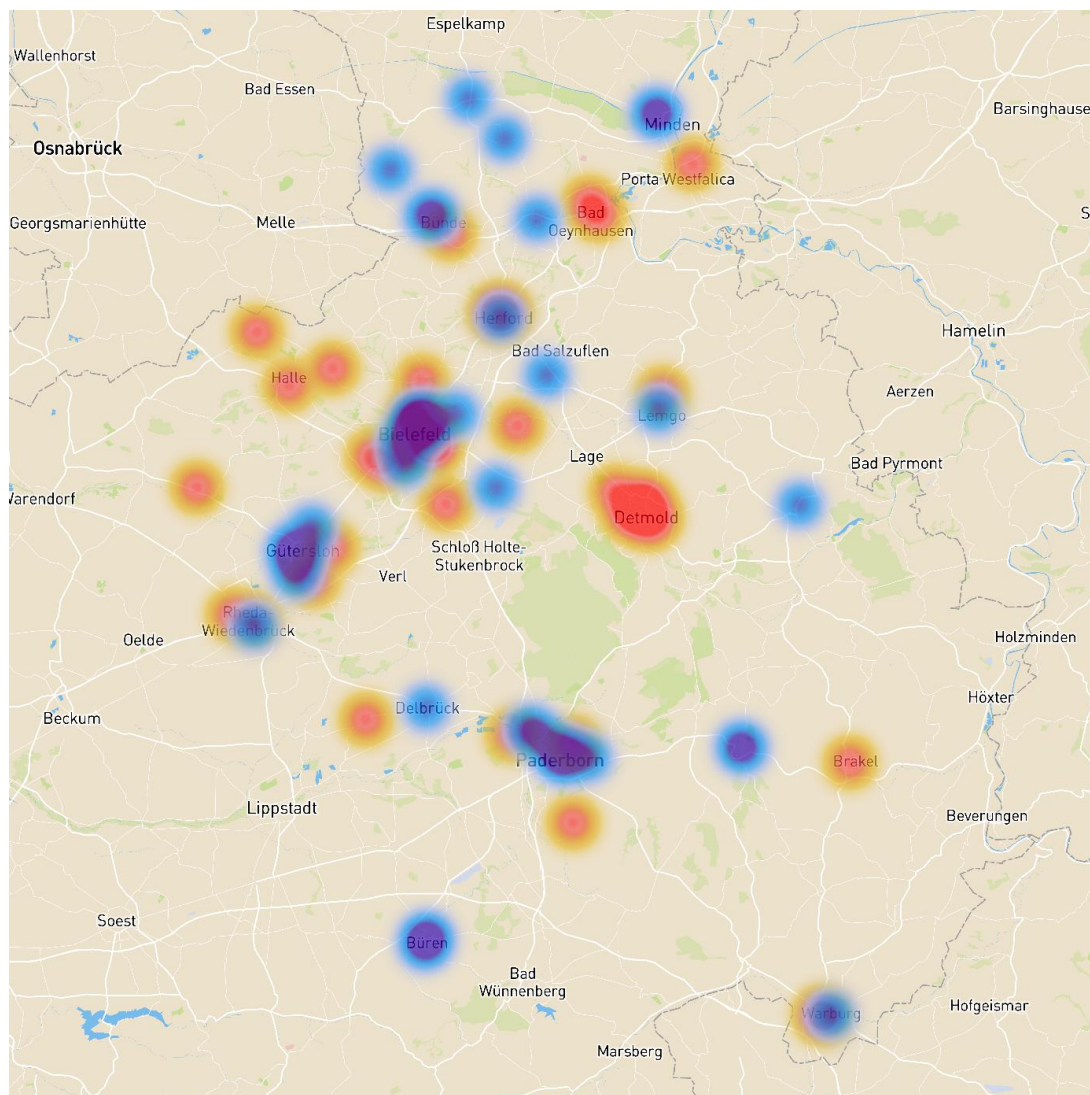 Espelkamp
Wallenhorst
Bad Essen
Barsinghause
Minden
Osnabrück
Porta Westfalica
Georgsmarienhütte
Melle
Bünde
Bad
Oeynhausen
S
Herford
Hamelin
Bad Salzuflen
Halle
Aerzen
Lemgo
Bielefeld
Lage
Bad Pyrmont
Warendorf
Detmold
Gütersloh
Schloß Holte-
Stukenbrock
Verl
Rheda-
Wiedenbrück
Oelde
Holzminden
Höxter
Delbrück
Beckum
Paderborn
Brakel
Lippstadt
Beverungen
Soest
Büren
Bad
Wünnenberg
Hofgeismar
Warburg
Marsberg